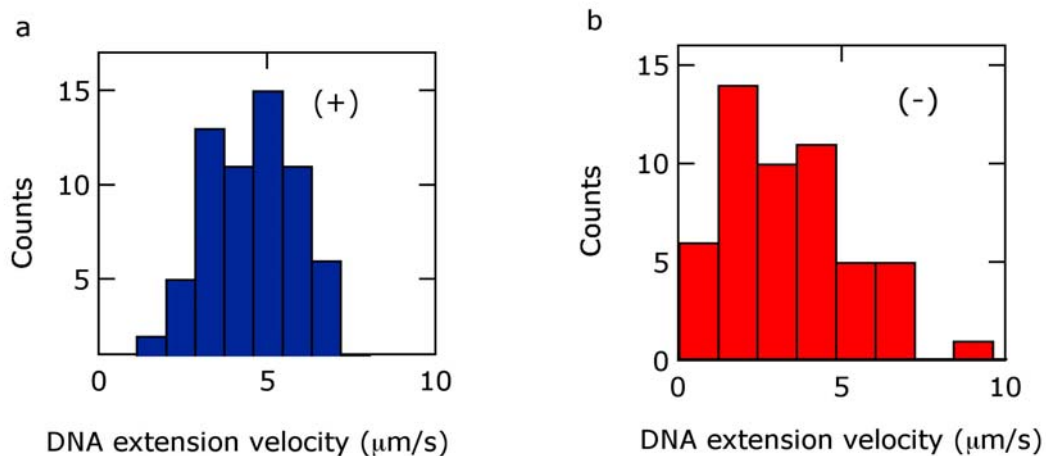 a
(+)
15
10
5
Counts
0 5 10
DNA extension velocity (μm/s)
b
(-)
15
10
5
0
Counts
0 5 10
DNA extension velocity (μm/s)